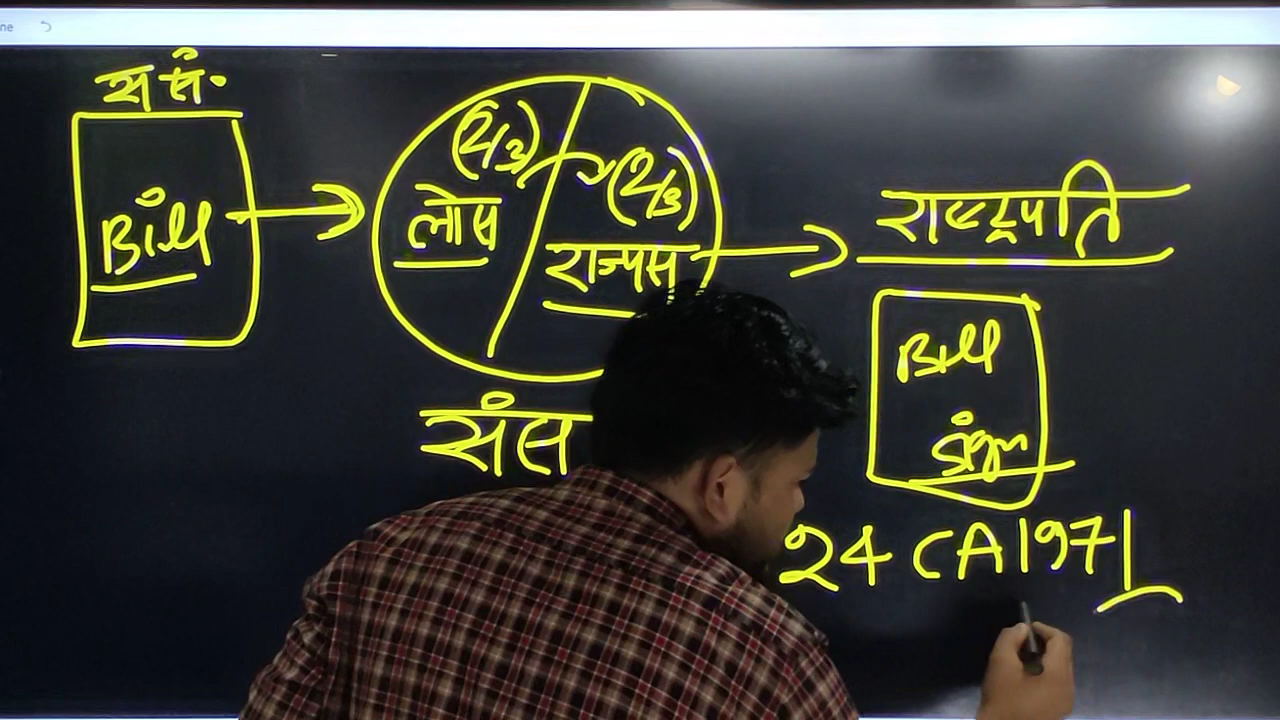 सं सं.
Bill
(2/3)
(2/3)
लोस
राज्यस
राष्ट्रपति
Bill
sign
संस
24 CA 1971